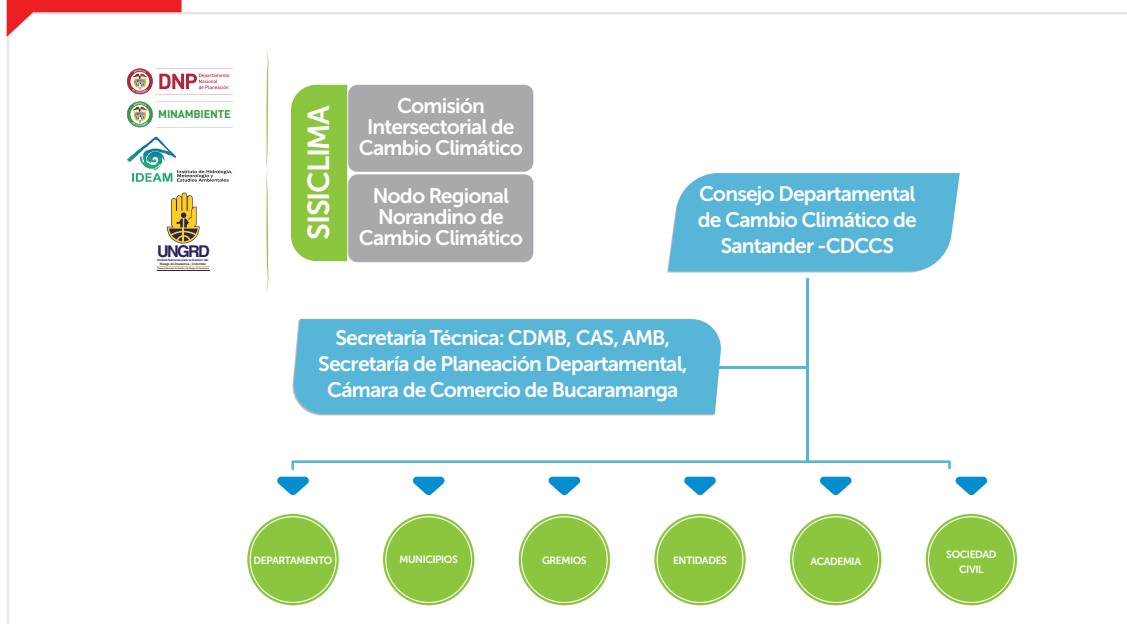 DNP Departamento
Nacional
de Planeación
MINAMBIENTE
IDEAM Instituto de Hidrología,
Meteorología y
Estudios Ambientales
UNGRD
SISICLIMA
Comisión
Intersectorial de
Cambio Climático
Nodo Regional
Norandino de
Cambio Climático
Consejo Departamental
de Cambio Climático de
Santander -CDCCS
Secretaría Técnica: CDMB, CAS, AMB,
Secretaría de Planeación Departamental,
Cámara de Comercio de Bucaramanga
DEPARTAMENTO
MUNICIPIOS
GREMIOS
ENTIDADES
ACADEMIA
SOCIEDAD
CIVIL